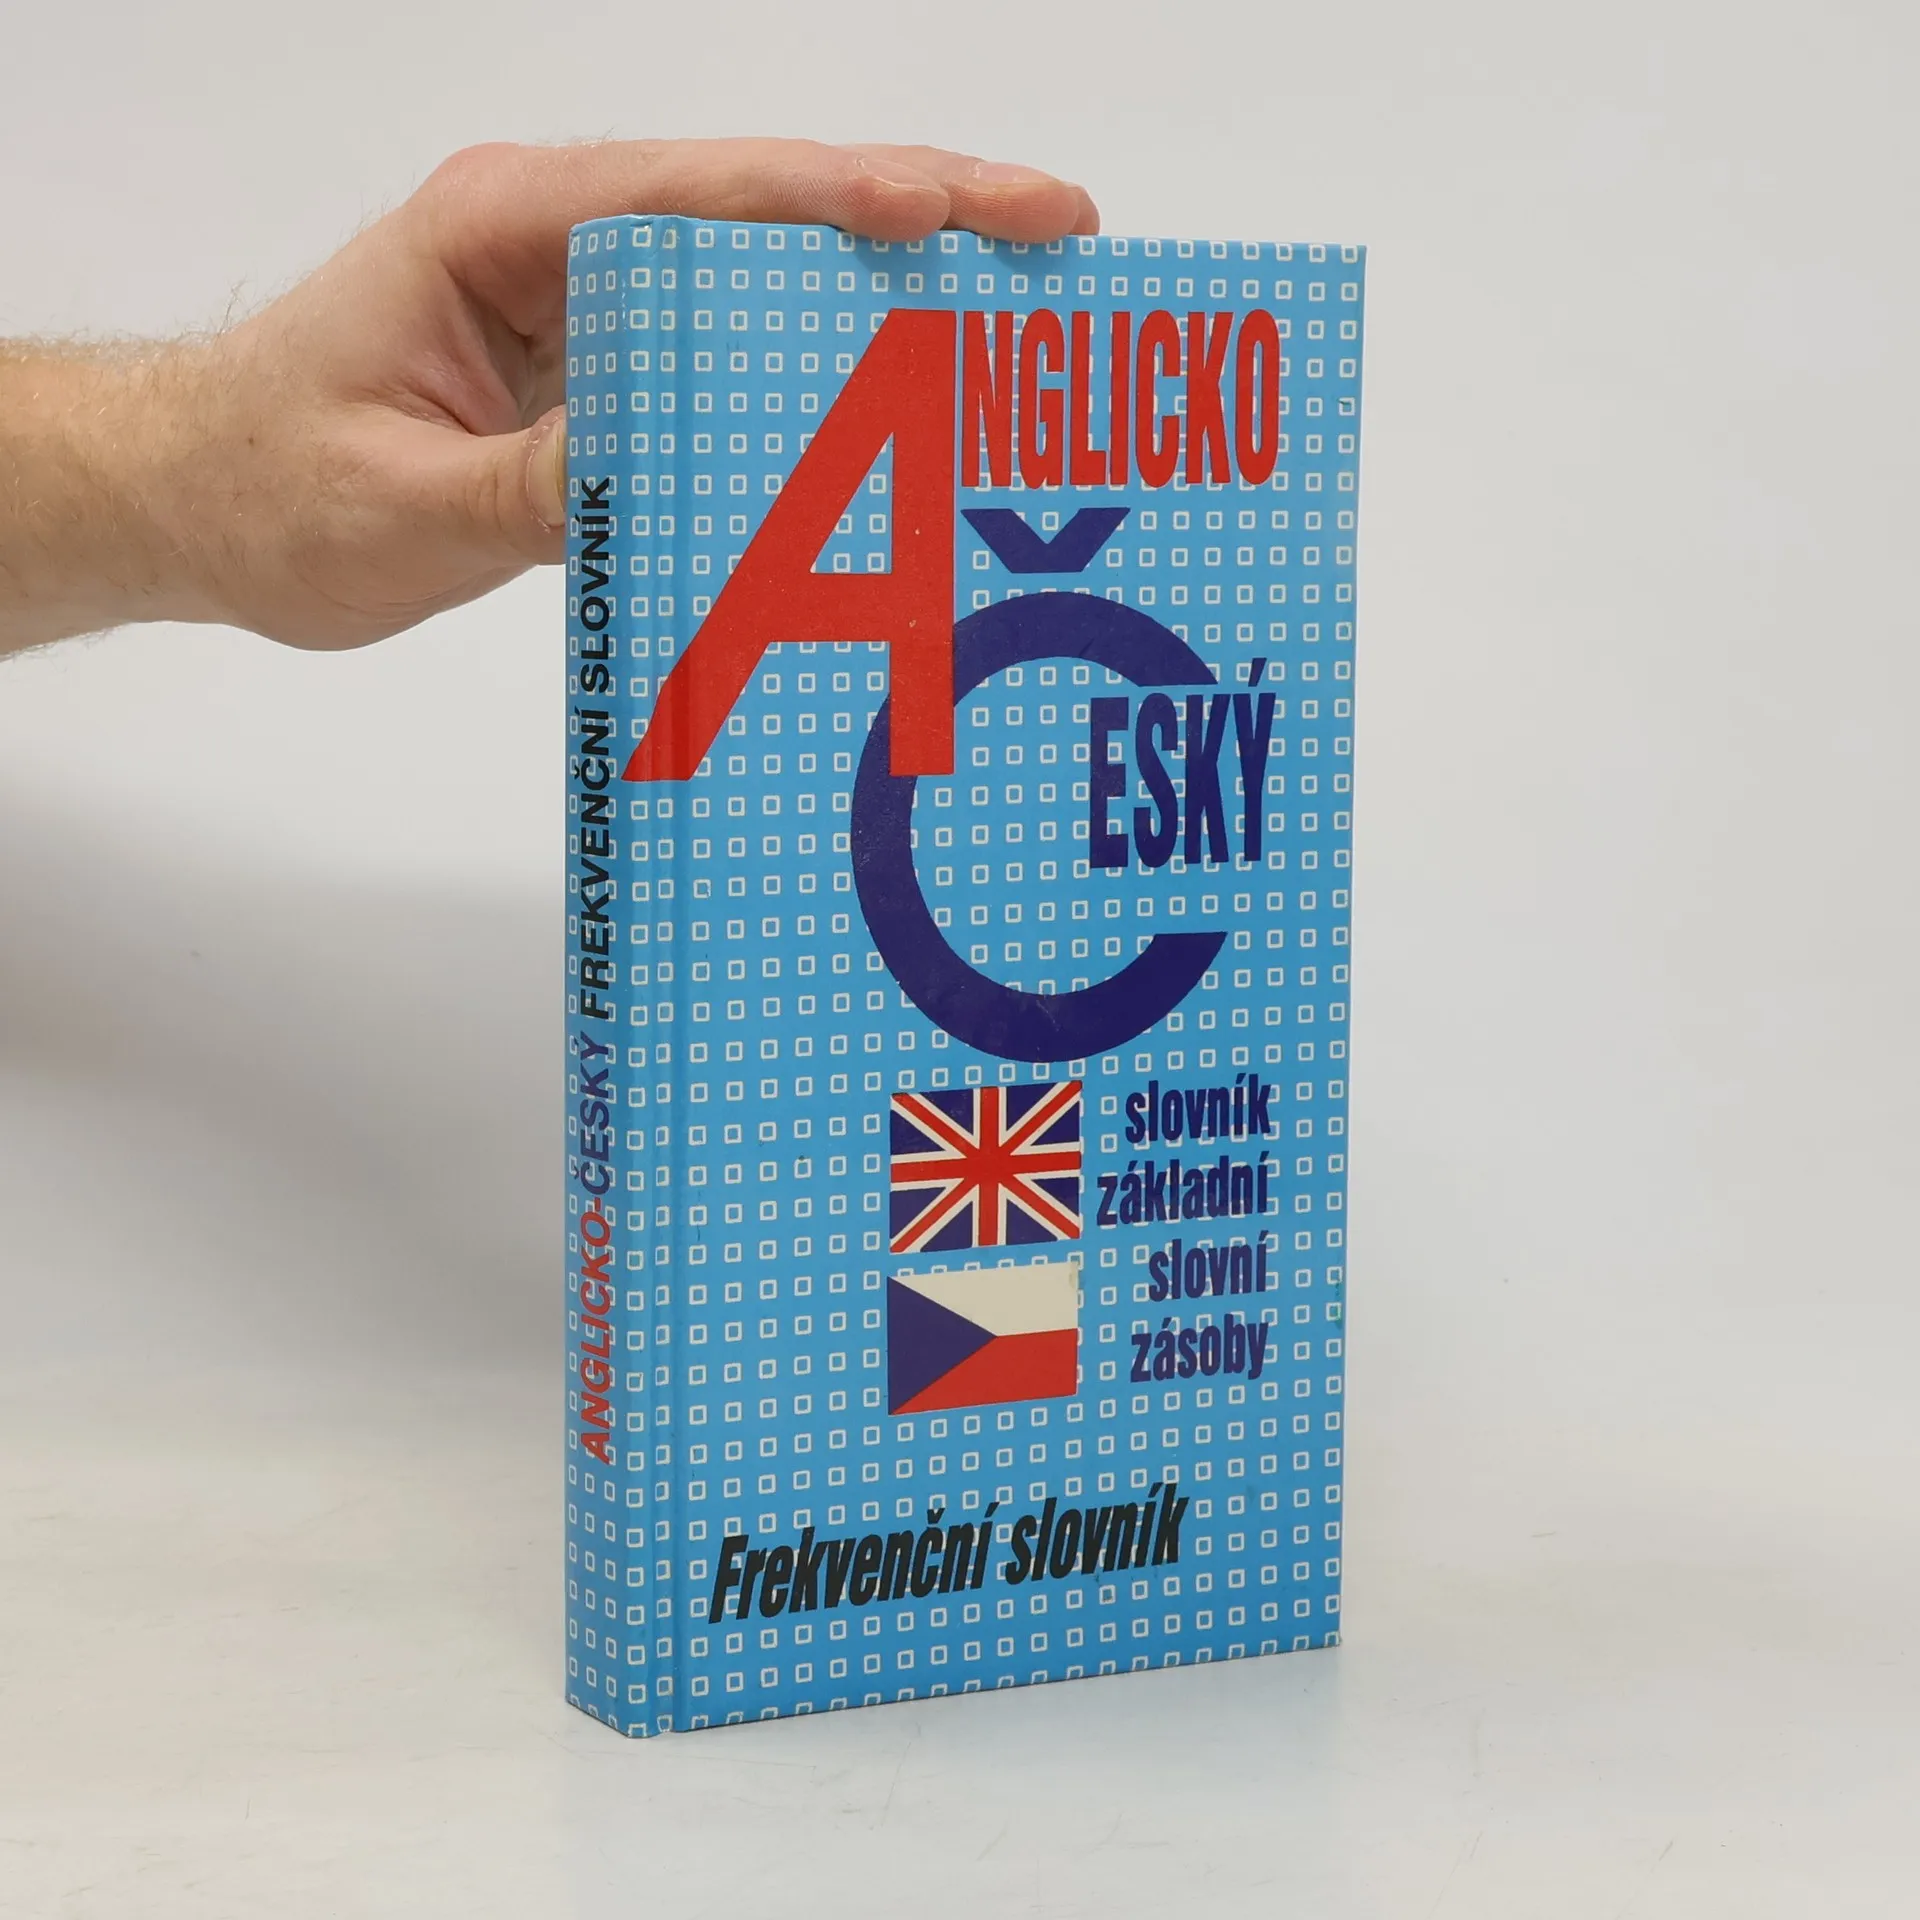 ANGLICKO
ČESKÝ
slovník
základní
slovní
zásoby
Frekvenční slovník
ANGLICKO-ČESKÝ FREKVENČNÍ SLOVNÍK